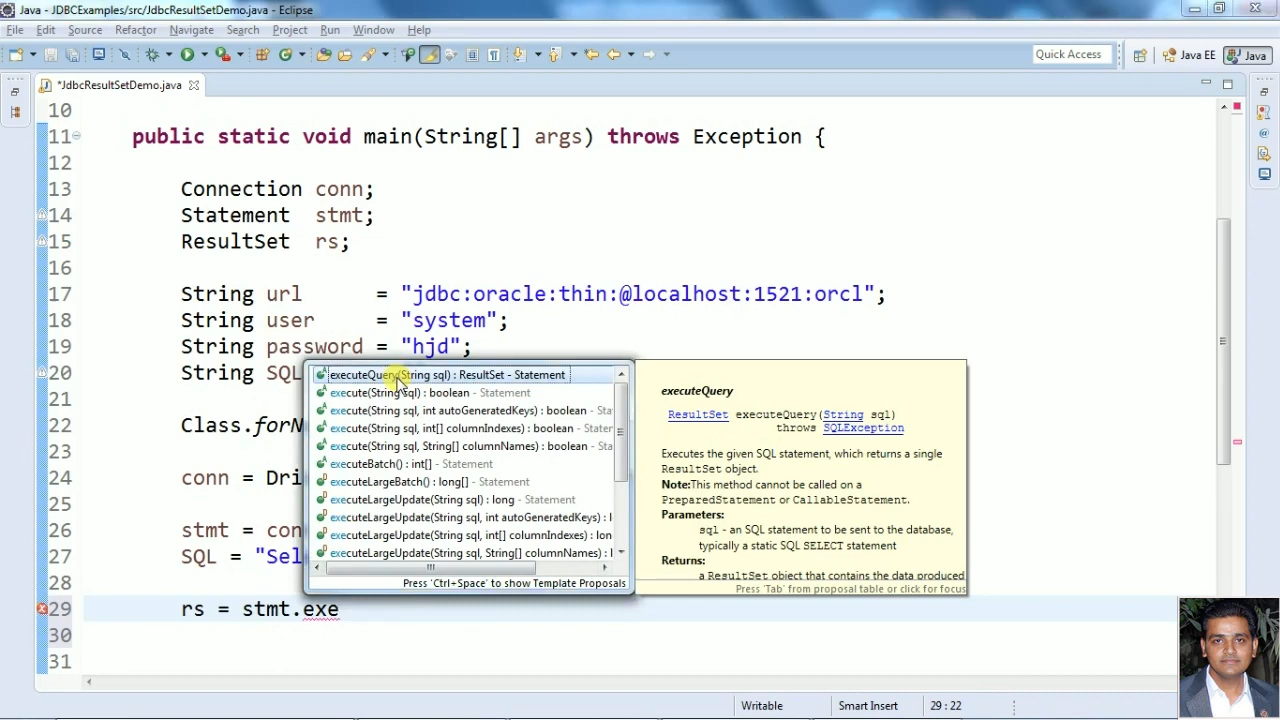 Java - JDBCExamples/src/JdbcResultSetDemo.java - Eclipse
File Edit Source Refactor Navigate Search Project Run Window Help
Quick Access Java EE Java
*JdbcResultSetDemo.java
10
11 public static void main(String[] args) throws Exception {
12
13 Connection conn;
14 Statement stmt;
15 ResultSet rs;
16
17 String url = "jdbc:oracle:thin:@localhost:1521:orcl";
18 String user = "system";
19 String password = "hjd";
20 String SQL
21
22 Class.forN
23
24 conn = Dri
25
26 stmt = con
27 SQL = "Sel
28
29 rs = stmt.exe
30
31
executeQuery(String sql) : ResultSet - Statement
execute(String sql) : boolean - Statement
execute(String sql, int autoGeneratedKeys) : boolean - Sta
execute(String sql, int[] columnIndexes) : boolean - Statem
execute(String sql, String[] columnNames) : boolean - Sta
executeBatch() : int[] - Statement
executeLargeBatch() : long[] - Statement
executeLargeUpdate(String sql) : long - Statement
executeLargeUpdate(String sql, int autoGeneratedKeys) : l
executeLargeUpdate(String sql, int[] columnIndexes) : lon
executeLargeUpdate(String sql, String[] columnNames) : l
Press 'Ctrl+Space' to show Template Proposals
executeQuery
ResultSet executeQuery(String sql)
throws SQLException
Executes the given SQL statement, which returns a single
ResultSet object.
Note:This method cannot be called on a
PreparedStatement or CallableStatement.
Parameters:
sql - an SQL statement to be sent to the database,
typically a static SQL SELECT statement
Returns:
a ResultSet object that contains the data produced
Press 'Tab' from proposal table or click for focus
Writable Smart Insert 29 : 22